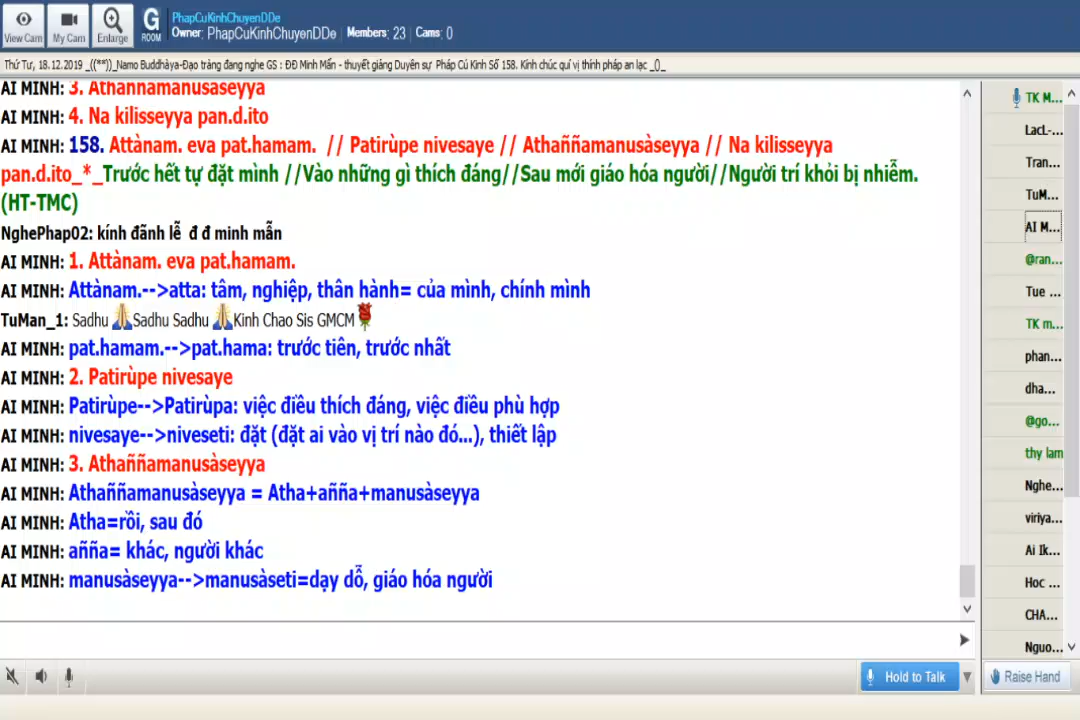 View Cam My Cam Enlarge G ROOM PhapCuKinhChuyenDDe
Owner: PhapCuKinhChuyenDDe Members: 23 Cams: 0
Thứ Tư, 18.12.2019 _((**))_Namo Buddhàya-Đạo tràng đang nghe GS : ĐĐ Minh Mẫn - thuyết giảng Duyên sự Pháp Cú Kinh Số 158. Kính chúc quí vị thính pháp an lạc _()_
AI MINH: 3. Athaññamanusàseyya
AI MINH: 4. Na kilisseyya pan.d.ito
AI MINH: 158. Attànam. eva pat.hamam. // Patirùpe nivesaye // Athaññamanusàseyya // Na kilisseyya
pan.d.ito_*_Trước hết tự đặt mình //Vào những gì thích đáng//Sau mới giáo hóa người//Người trí khỏi bị nhiễm.
(HT-TMC)
NghePhap02: kính đãnh lễ đ đ minh mẫn
AI MINH: 1. Attànam. eva pat.hamam.
AI MINH: Attànam.-->atta: tâm, nghiệp, thân hành= của mình, chính mình
TuMan_1: Sadhu 🙏Sadhu Sadhu 🙏Kinh Chao Sis GMCM🌹
AI MINH: pat.hamam.-->pat.hama: trước tiên, trước nhất
AI MINH: 2. Patirùpe nivesaye
AI MINH: Patirùpe-->Patirùpa: việc điều thích đáng, việc điều phù hợp
AI MINH: nivesaye-->niveseti: đặt (đặt ai vào vị trí nào đó...), thiết lập
AI MINH: 3. Athaññamanusàseyya
AI MINH: Athaññamanusàseyya = Atha+añña+manusàseyya
AI MINH: Atha=rồi, sau đó
AI MINH: añña= khác, người khác
AI MINH: manusàseyya-->manusàseti=dạy dỗ, giáo hóa người
TK M...
LacL-...
Tran...
TuM...
AI M...
@ran...
Tue ...
TK m...
phan...
dha...
@go...
thy lam
Nghe...
viriya...
Ai Ik...
Hoc ...
CHA...
Nguo...
Hold to Talk
Raise Hand